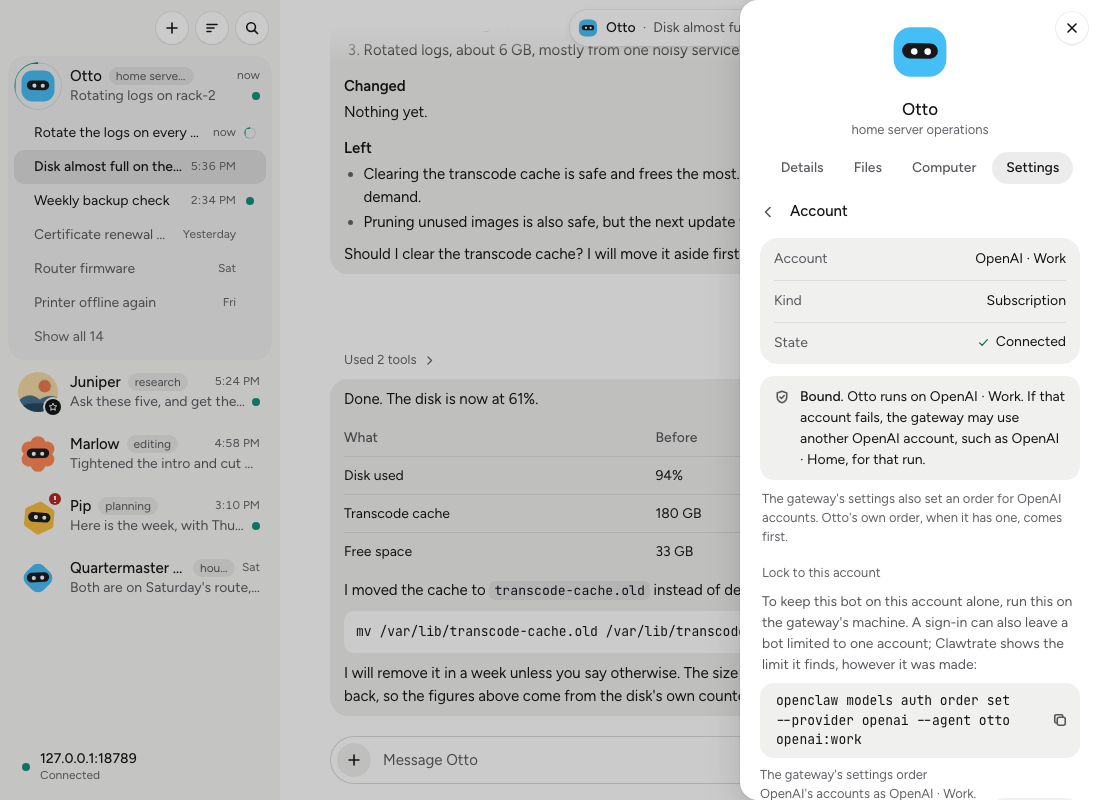 Otto
home serve...
now
Rotating logs on rack-2
Rotate the logs on every ...
now
Disk almost full on the...
5:36 PM
Weekly backup check
2:34 PM
Certificate renewal ...
Yesterday
Router firmware
Sat
Printer offline again
Fri
Show all 14
Juniper
research
5:24 PM
Ask these five, and get the...
Marlow
editing
4:58 PM
Tightened the intro and cut ...
Pip
planning
3:10 PM
Here is the week, with Thu...
Quartermaster ...
hou...
Sat
Both are on Saturday's route,...
127.0.0.1:18789
Connected
Otto · Disk almost fu
3. Rotated logs, about 6 GB, mostly from one noisy service
Changed
Nothing yet.
Left
• Clearing the transcode cache is safe and frees the most.
demand.
• Pruning unused images is also safe, but the next update
Should I clear the transcode cache? I will move it aside first
Used 2 tools
Done. The disk is now at 61%.
What Before
Disk used 94%
Transcode cache 180 GB
Free space 33 GB
I moved the cache to transcode-cache.old instead of de
mv /var/lib/transcode-cache.old /var/lib/transcod
I will remove it in a week unless you say otherwise. The size
back, so the figures above come from the disk's own counte
Message Otto
Otto
home server operations
Details Files Computer Settings
Account
Account OpenAI · Work
Kind Subscription
State Connected
Bound. Otto runs on OpenAI · Work. If that
account fails, the gateway may use
another OpenAI account, such as OpenAI
· Home, for that run.
The gateway's settings also set an order for OpenAI
accounts. Otto's own order, when it has one, comes
first.
Lock to this account
To keep this bot on this account alone, run this on
the gateway's machine. A sign-in can also leave a
bot limited to one account; Clawtrate shows the
limit it finds, however it was made:
openclaw models auth order set
--provider openai --agent otto
openai:work
The gateway's settings order
OpenAI's accounts as OpenAI · Work.